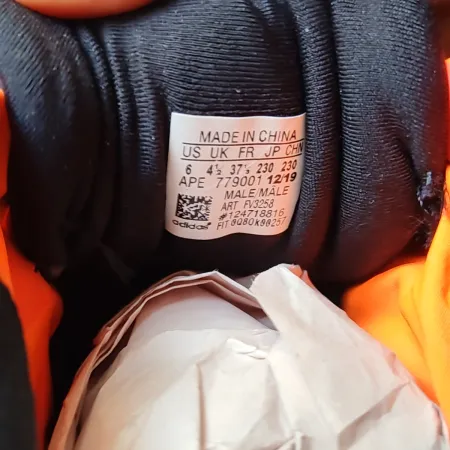 MADE IN CHINA
US UK FR JP CHN
6 4½ 37⅓ 230 230
APE 779001 12/19
MALE/MÂLE
ART FV3258
#124718816
adidas